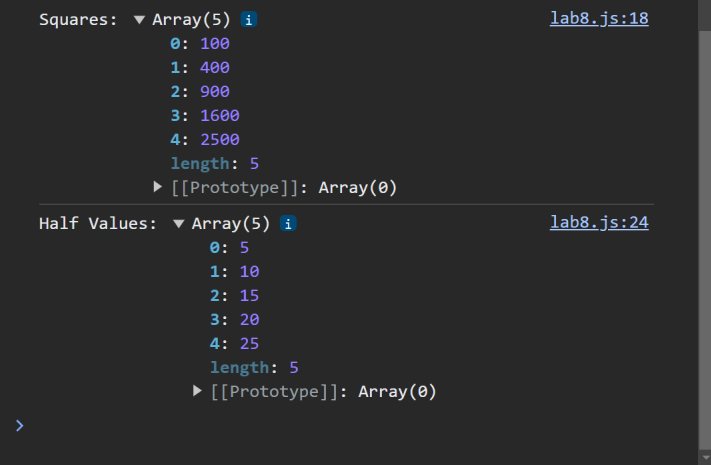 Squares: ▼ Array(5) i lab8.js:18
0: 100
1: 400
2: 900
3: 1600
4: 2500
length: 5
▶ [[Prototype]]: Array(0)
Half Values: ▼ Array(5) i lab8.js:24
0: 5
1: 10
2: 15
3: 20
4: 25
length: 5
▶ [[Prototype]]: Array(0)
>